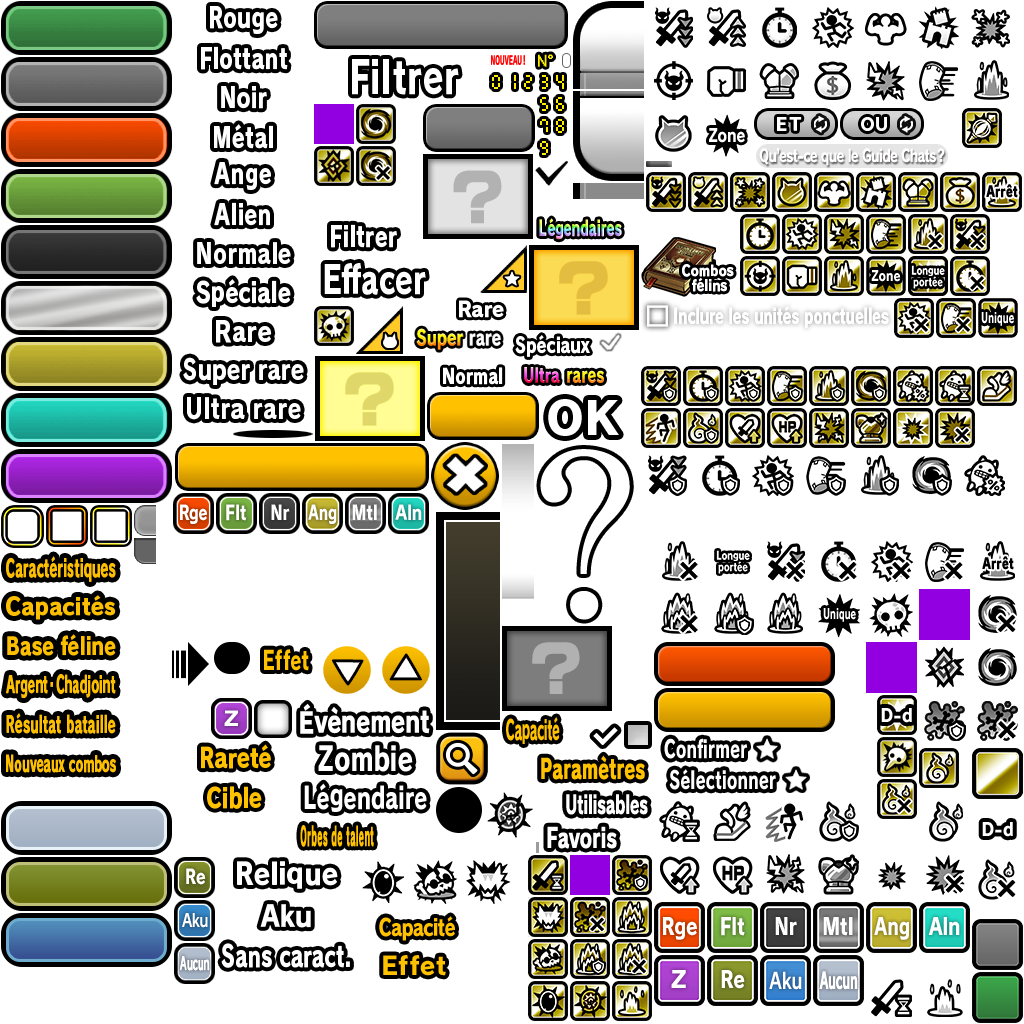 Rouge
Flottant
Noir
Métal
Ange
Alien
Normale
Spéciale
Rare
Super rare
Ultra rare
Filtrer
NOUVEAU!
N°
0 1 2 3 4
5 6
9 8
9
Filtrer
Effacer
Légendaires
Rare
Super rare
Spéciaux
Normal
Ultra rares
OK
Zone
ET
OU
Qu'est-ce que le Guide Chats?
Arrêt
Combos félins
Zone
Longue portée
Inclure les unités ponctuelles
Unique
HP
Rge
Flt
Nr
Ang
Mtl
Aln
Caractéristiques
Capacités
Base féline
Argent·Chadjoint
Résultat bataille
Nouveaux combos
Effet
Z
Évènement
Rareté
Zombie
Cible
Légendaire
Orbes de talent
Capacité
Paramètres
Utilisables
Favoris
Longue portée
Arrêt
Unique
D-d
Confirmer
Sélectionner
D-d
HP
Re
Relique
Aku
Aku
Aucun
Sans caract.
Capacité
Effet
Rge
Flt
Nr
Mtl
Ang
Aln
Z
Re
Aku
Aucun